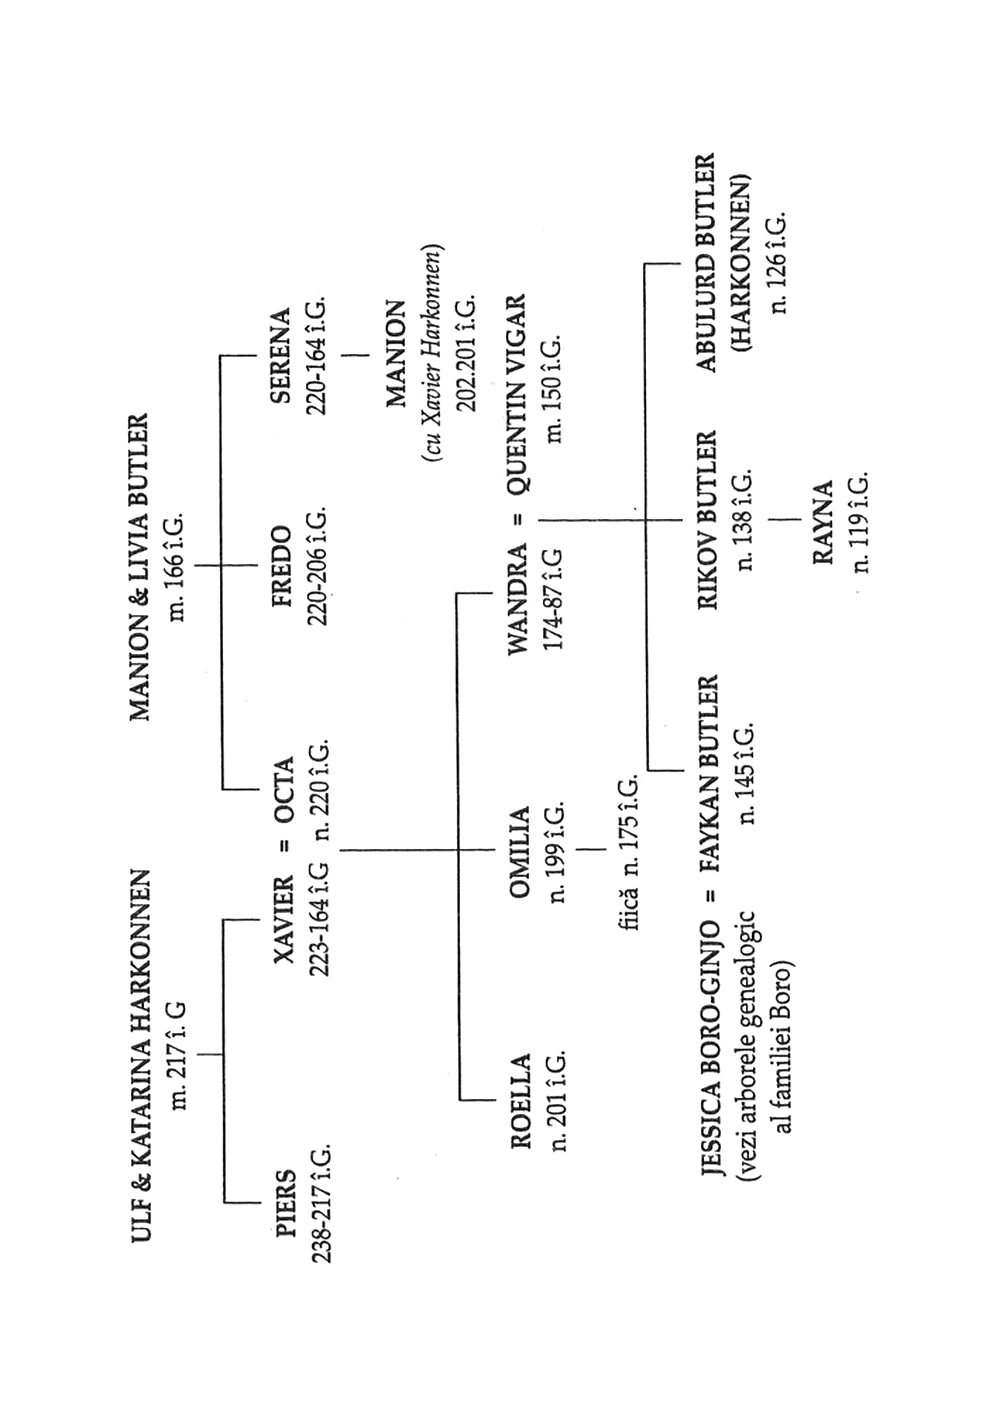 ULF & KATARINA HARKONNEN
m. 217 î. G
MANION & LIVIA BUTLER
m. 166 î.G.
PIERS
238-217 î.G.
XAVIER = OCTA
223-164 î.G n. 220 î.G.
FREDO
220-206 î.G.
SERENA
220-164 î.G.
MANION
(cu Xavier Harkonnen)
202.201 î.G.
ROELLA
n. 201 î.G.
OMILIA
n. 199 î.G.
fiică n. 175 î.G.
WANDRA = QUENTIN VIGAR
174-87 î.G m. 150 î.G.
JESSICA BORO-GINJO = FAYKAN BUTLER
(vezi arborele genealogic n. 145 î.G.
al familiei Boro)
RIKOV BUTLER
n. 138 î.G.
RAYNA
n. 119 î.G.
ABULURD BUTLER
(HARKONNEN)
n. 126 î.G.